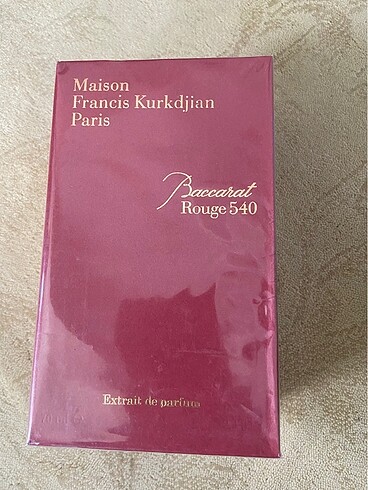 Maison
Francis Kurkdjian
Paris
Baccarat
Rouge 540
Extrait de parfum